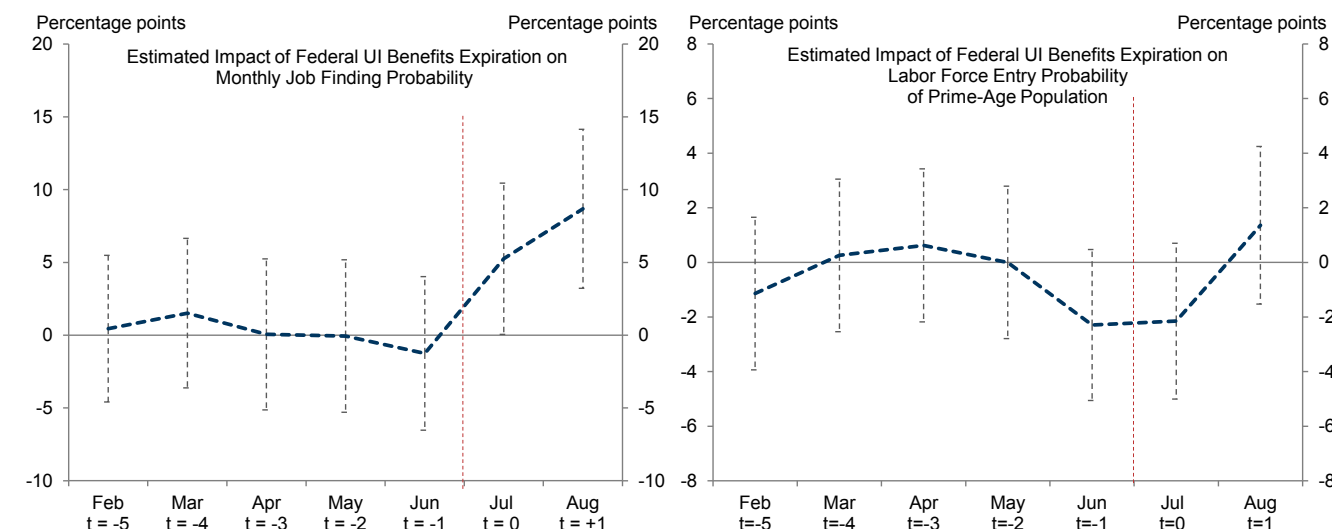 Percentage points
Percentage points
Estimated Impact of Federal UI Benefits Expiration on
Monthly Job Finding Probability
20
15
10
5
0
-5
-10
20
15
10
5
0
-5
-10
Feb Mar Apr May Jun Jul Aug
t = -5 t = -4 t = -3 t = -2 t = -1 t = 0 t = +1
Percentage points
Percentage points
Estimated Impact of Federal UI Benefits Expiration on
Labor Force Entry Probability
of Prime-Age Population
8
6
4
2
0
-2
-4
-6
-8
8
6
4
2
0
-2
-4
-6
-8
Feb Mar Apr May Jun Jul Aug
t=-5 t=-4 t=-3 t=-2 t=-1 t=0 t=1